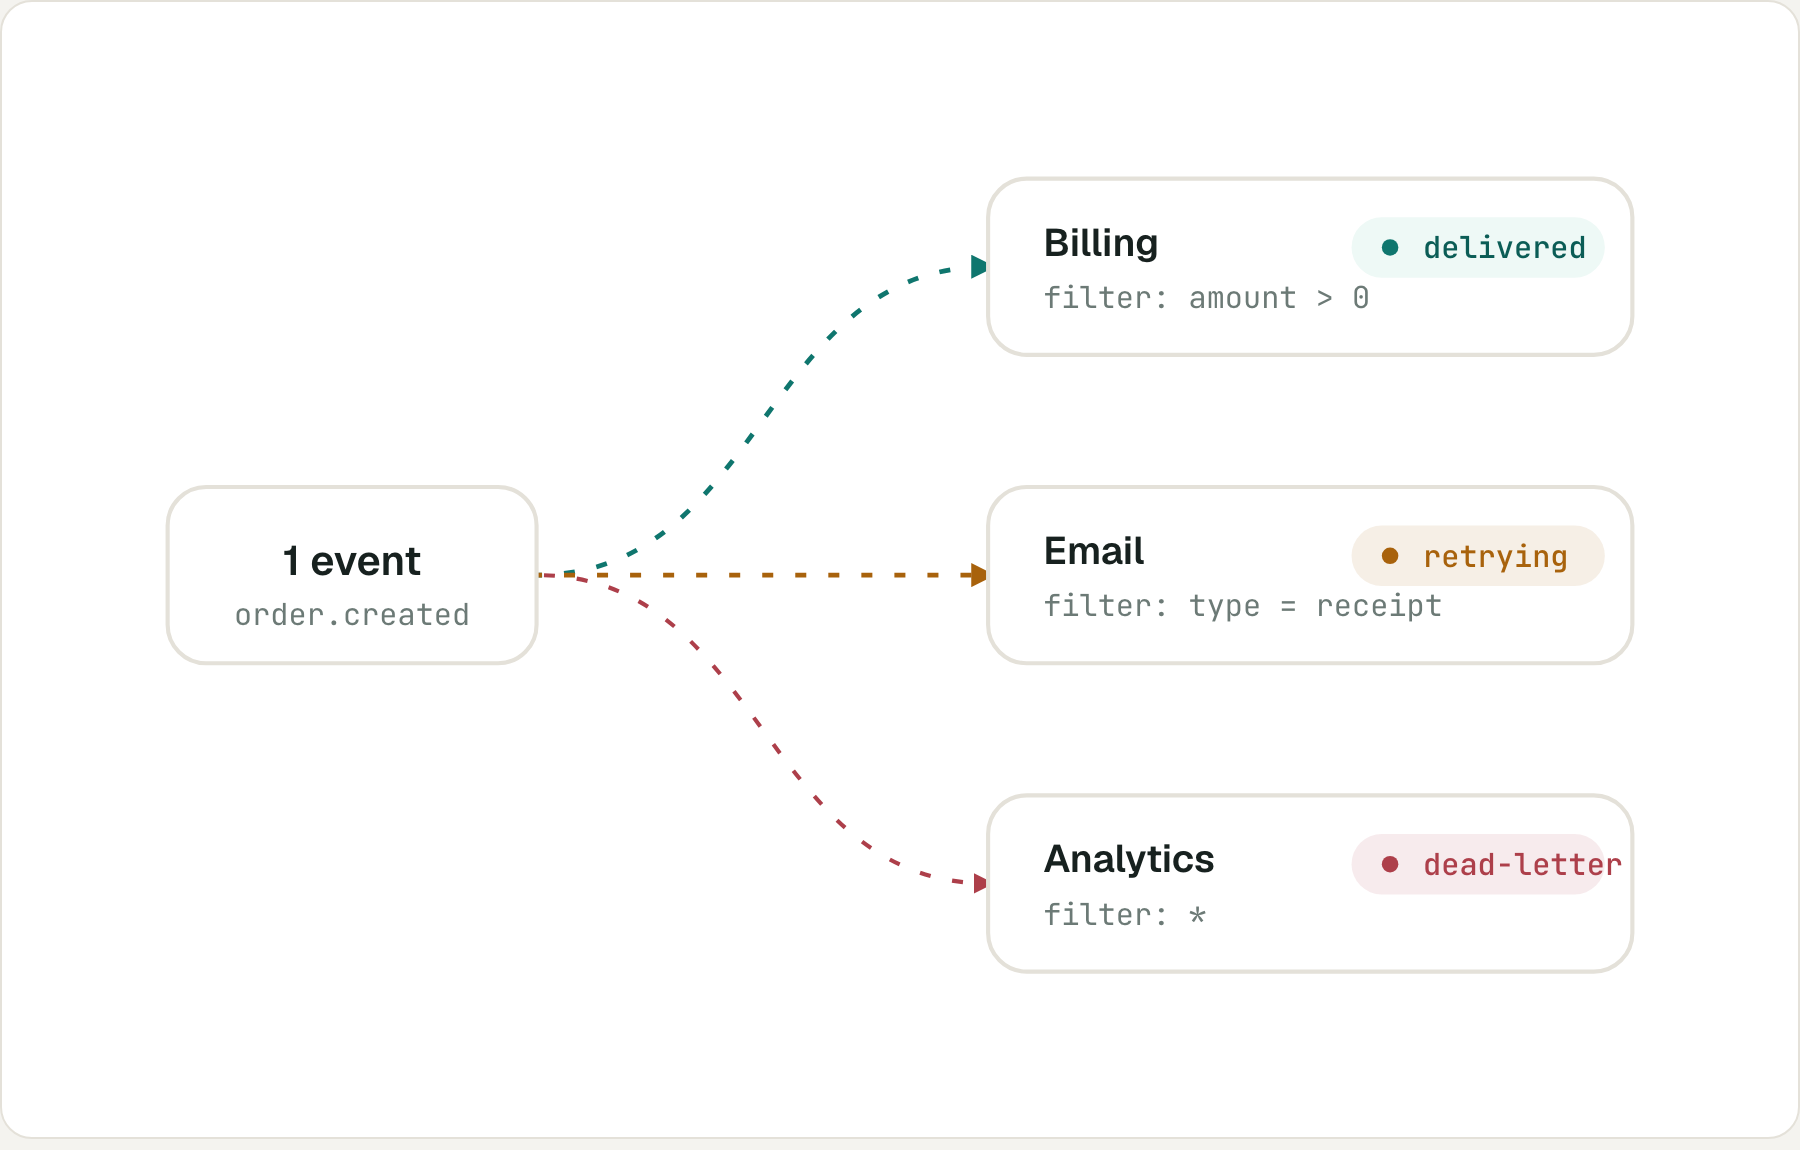 1 event
order.created
Billing
delivered
filter: amount > 0
Email
retrying
filter: type = receipt
Analytics
dead-letter
filter: *